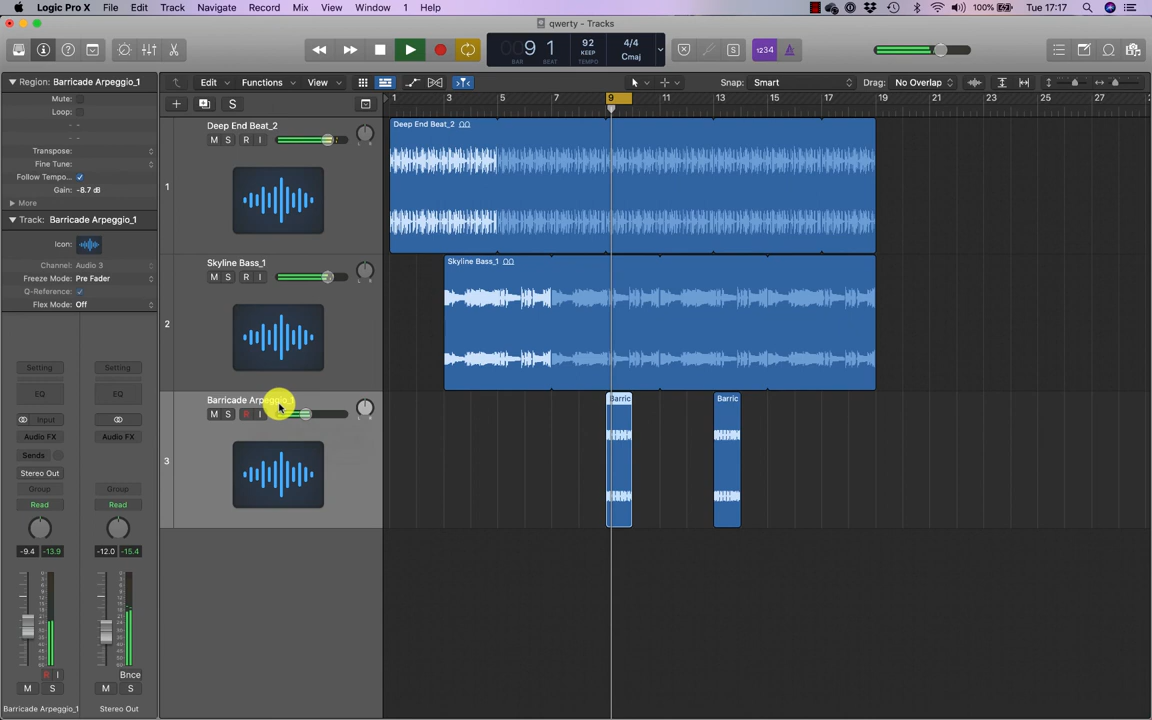 Logic Pro X File Edit Track Navigate Record Mix View Window 1 Help 100% Tue 17:17
qwerty - Tracks
9 1 92 4/4
KEEP Cmaj
BAR BEAT TEMPO
1234
S
Region: Barricade Arpeggio_1
Mute:
Loop:
Transpose:
Fine Tune:
Follow Tempo...
Gain: -8.7 dB
More
Track: Barricade Arpeggio_1
Icon:
Channel: Audio 3
Freeze Mode: Pre Fader
Q-Reference:
Flex Mode: Off
Setting Setting
EQ EQ
Input
Audio FX Audio FX
Sends
Stereo Out
Group Group
Read Read
-9.4 -13.9 -12.0 -15.4
R I Bnce
M S M S
Barricade Arpeggio_1 Stereo Out
Edit Functions View Snap: Smart Drag: No Overlap
S
1 3 5 7 9 11 13 15 17 19 21 23 25 27
1
Deep End Beat_2
M S R I
Deep End Beat_2
2
Skyline Bass_1
M S R I
Skyline Bass_1
3
Barricade Arpeggio_1
M S R I
Barric Barric